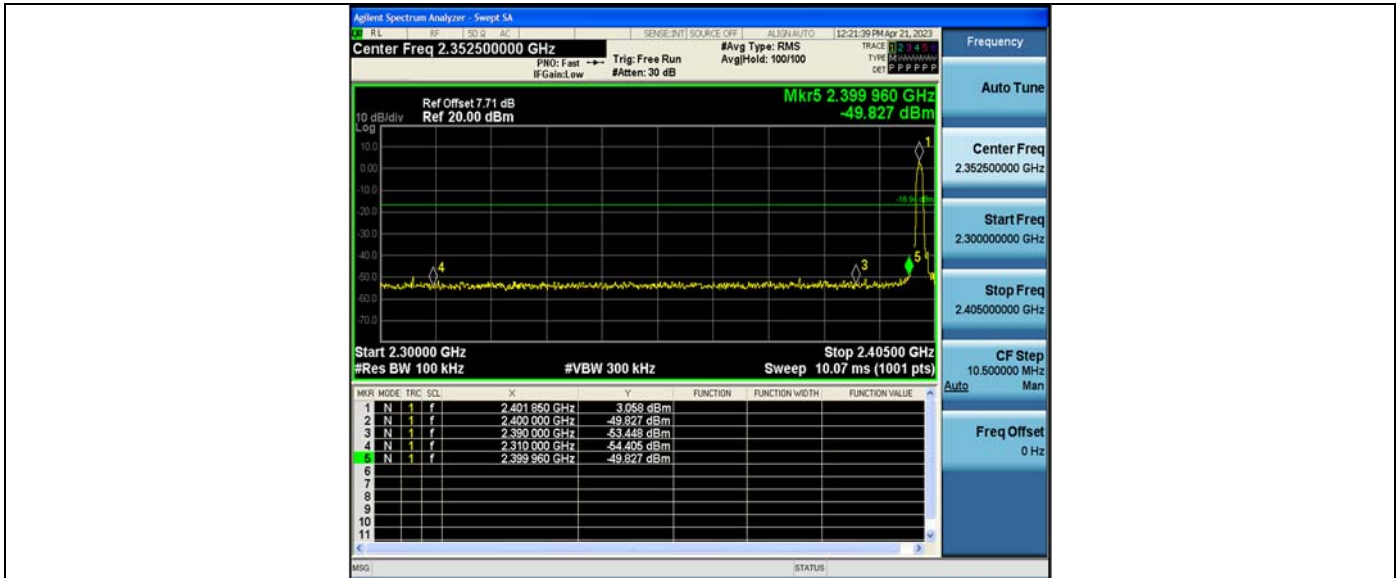 Agilent Spectrum Analyzer - Swept SA
RL RF 50 Ω AC SENSE:INT SOURCE OFF ALIGNAUTO 12:21:39 PM Apr 21, 2023
Center Freq 2.352500000 GHz
PNO: Fast
IFGain:Low
Trig: Free Run
#Atten: 30 dB
#Avg Type: RMS
Avg|Hold: 100/100
TRACE 1 2 3 4 5 6
TYPE M
DET P P P P P P
Mkr5 2.399 960 GHz
-49.827 dBm
Ref Offset 7.71 dB
Ref 20.00 dBm
10 dB/div
Log
10.0
0.00
-10.0
-20.0
-30.0
-40.0
-50.0
-60.0
-70.0
1
4
3
5
Start 2.30000 GHz
Stop 2.40500 GHz
#Res BW 100 kHz
#VBW 300 kHz
Sweep 10.07 ms (1001 pts)
MKR MODE TRC SCL X Y FUNCTION FUNCTION WIDTH FUNCTION VALUE
1 N 1 f 2.401 850 GHz 3.058 dBm
2 N 1 f 2.400 000 GHz -49.827 dBm
3 N 1 f 2.390 000 GHz -53.448 dBm
4 N 1 f 2.310 000 GHz -54.405 dBm
5 N 1 f 2.399 960 GHz -49.827 dBm
6
7
8
9
10
11
MSG
STATUS
Frequency
Auto Tune
Center Freq
2.352500000 GHz
Start Freq
2.300000000 GHz
Stop Freq
2.405000000 GHz
CF Step
10.500000 MHz
Auto Man
Freq Offset
0 Hz